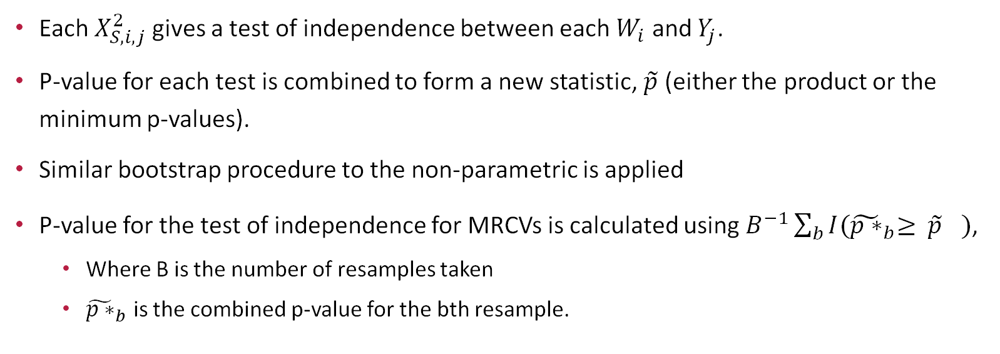 • Each $X^2_{S,i,j}$ gives a test of independence between each $W_i$ and $Y_j$.
• P-value for each test is combined to form a new statistic, $\tilde{p}$ (either the product or the
minimum p-values).
• Similar bootstrap procedure to the non-parametric is applied
• P-value for the test of independence for MRCVs is calculated using $B^{-1} \sum_b I(\widetilde{p*}_b \geq \tilde{p}\ )$,
• Where B is the number of resamples taken
• $\widetilde{p*}_b$ is the combined p-value for the bth resample.